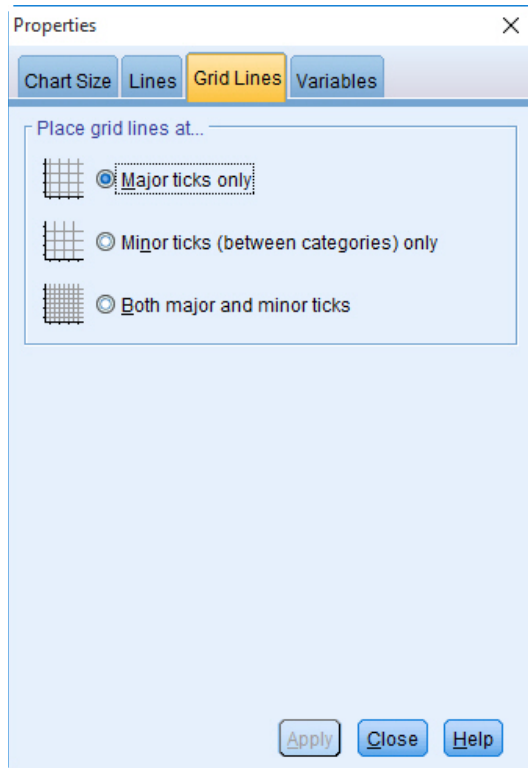 Properties
Chart Size Lines Grid Lines Variables
Place grid lines at...
Major ticks only
Minor ticks (between categories) only
Both major and minor ticks
Apply Close Help